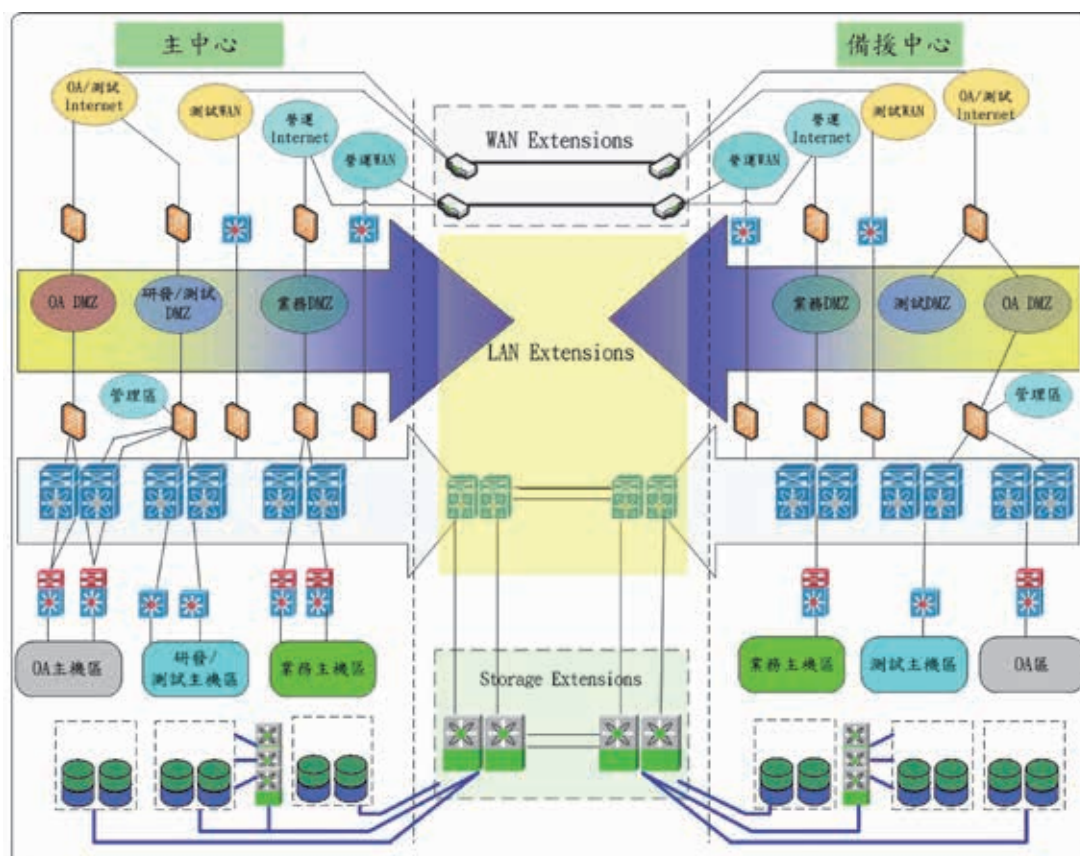 主中心
備援中心
OA/測試
Internet
測試WAN
營運
Internet
營運WAN
WAN Extensions
營運WAN
營運
Internet
測試WAN
OA/測試
Internet
OA DMZ
研發/測試
DMZ
業務DMZ
LAN Extensions
業務DMZ
測試DMZ
OA DMZ
管理區
管理區
OA主機區
研發/
測試主機區
業務主機區
Storage Extensions
業務主機區
測試主機區
OA區